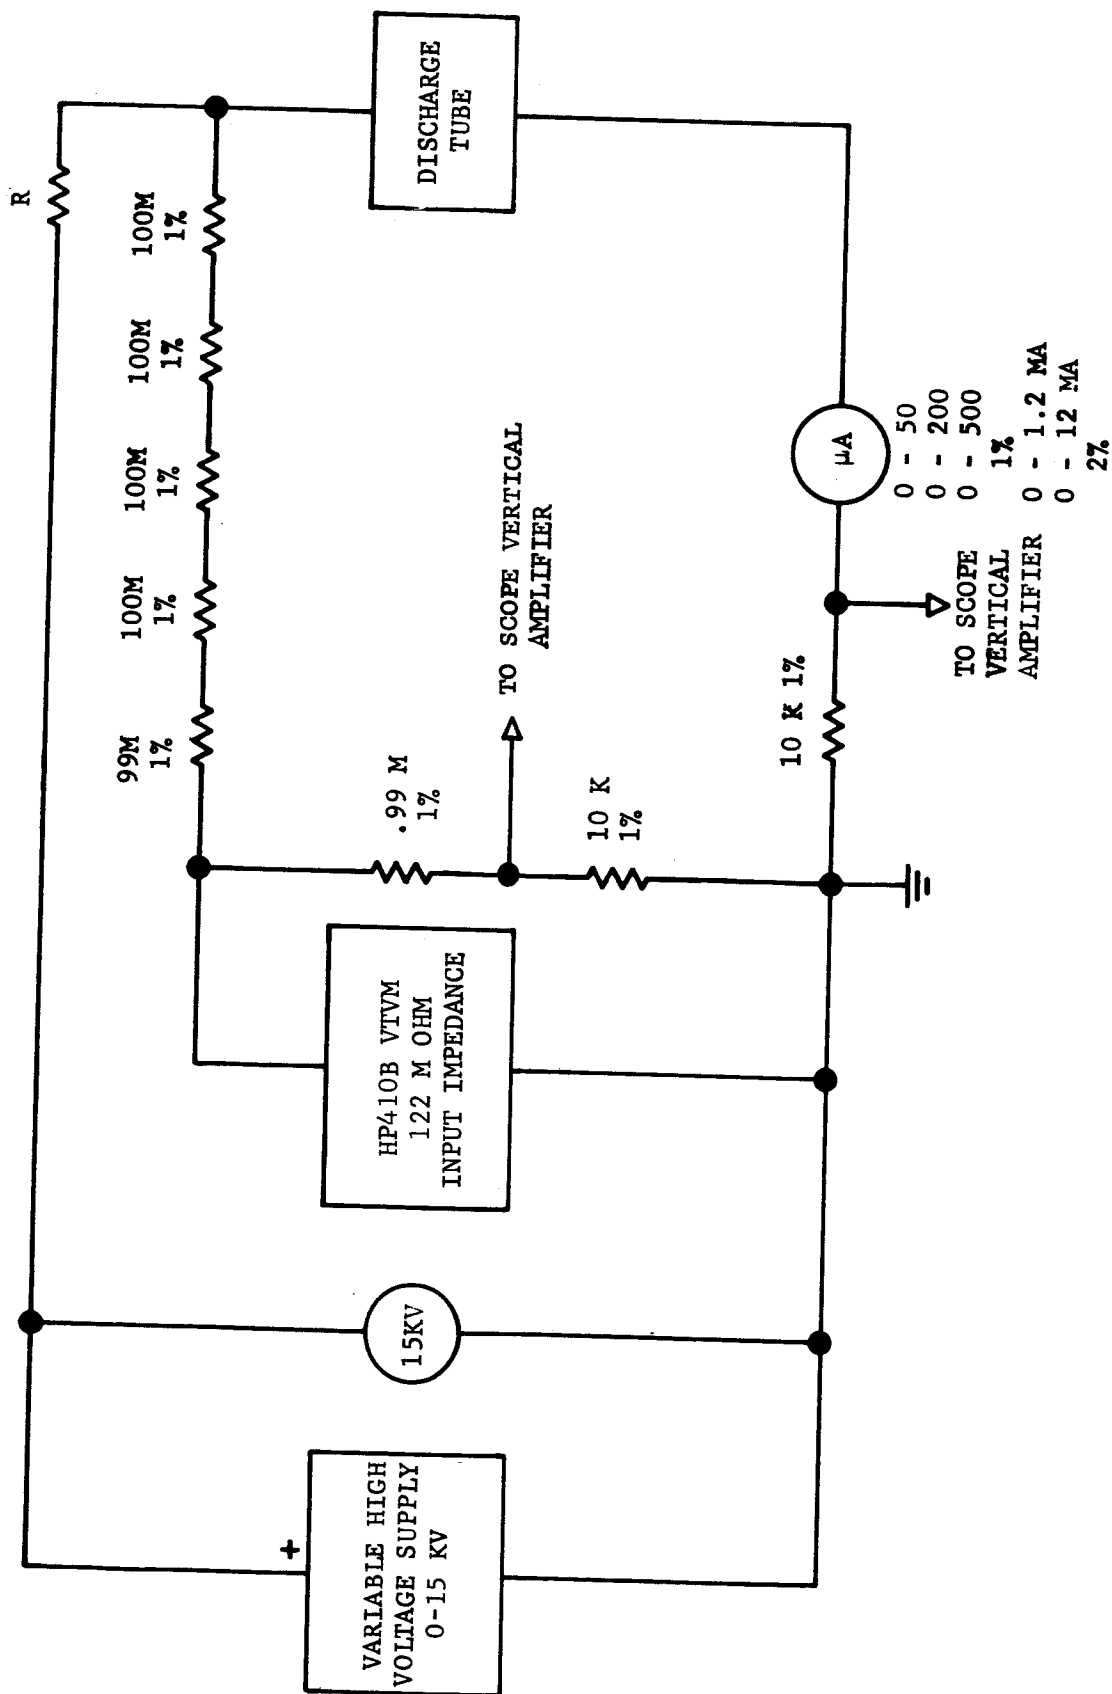 R
100M
1%
100M
1%
100M
1%
100M
1%
99M
1%
DISCHARGE
TUBE
.99 M
1%
TO SCOPE VERTICAL
AMPLIFIER
10 K
1%
HP410B VTVM
122 M OHM
INPUT IMPEDANCE
15KV
+
VARIABLE HIGH
VOLTAGE SUPPLY
0-15 KV
10 K 1%
TO SCOPE
VERTICAL
AMPLIFIER
μA
0 - 50
0 - 200
0 - 500
1%
0 - 1.2 MA
0 - 12 MA
2%